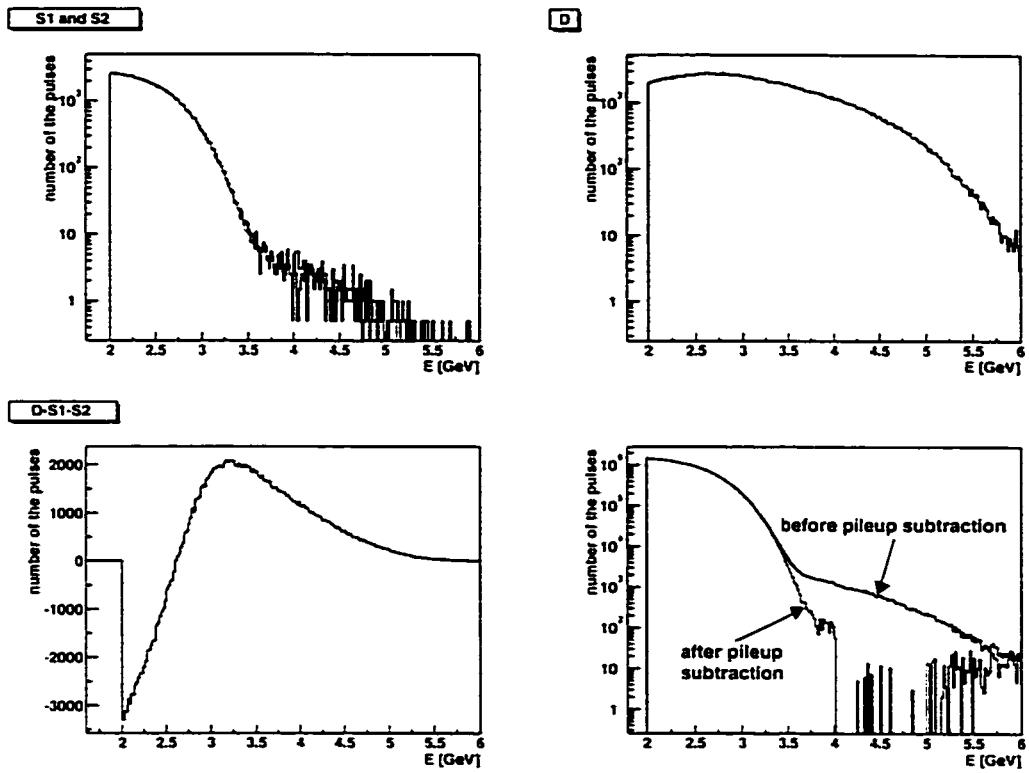 S1 and S2
number of the pulses
10³
10²
10
1
2 2.5 3 3.5 4 4.5 5 5.5 6
E [GeV]
D
number of the pulses
10³
10²
10
1
2 2.5 3 3.5 4 4.5 5 5.5 6
E [GeV]
D-S1-S2
number of the pulses
2000
1000
0
-1000
-2000
-3000
2 2.5 3 3.5 4 4.5 5 5.5 6
E [GeV]
number of the pulses
10⁶
10⁵
10⁴
10³
10²
10
1
before pileup subtraction
after pileup
subtraction
2 2.5 3 3.5 4 4.5 5 5.5 6
E [GeV]